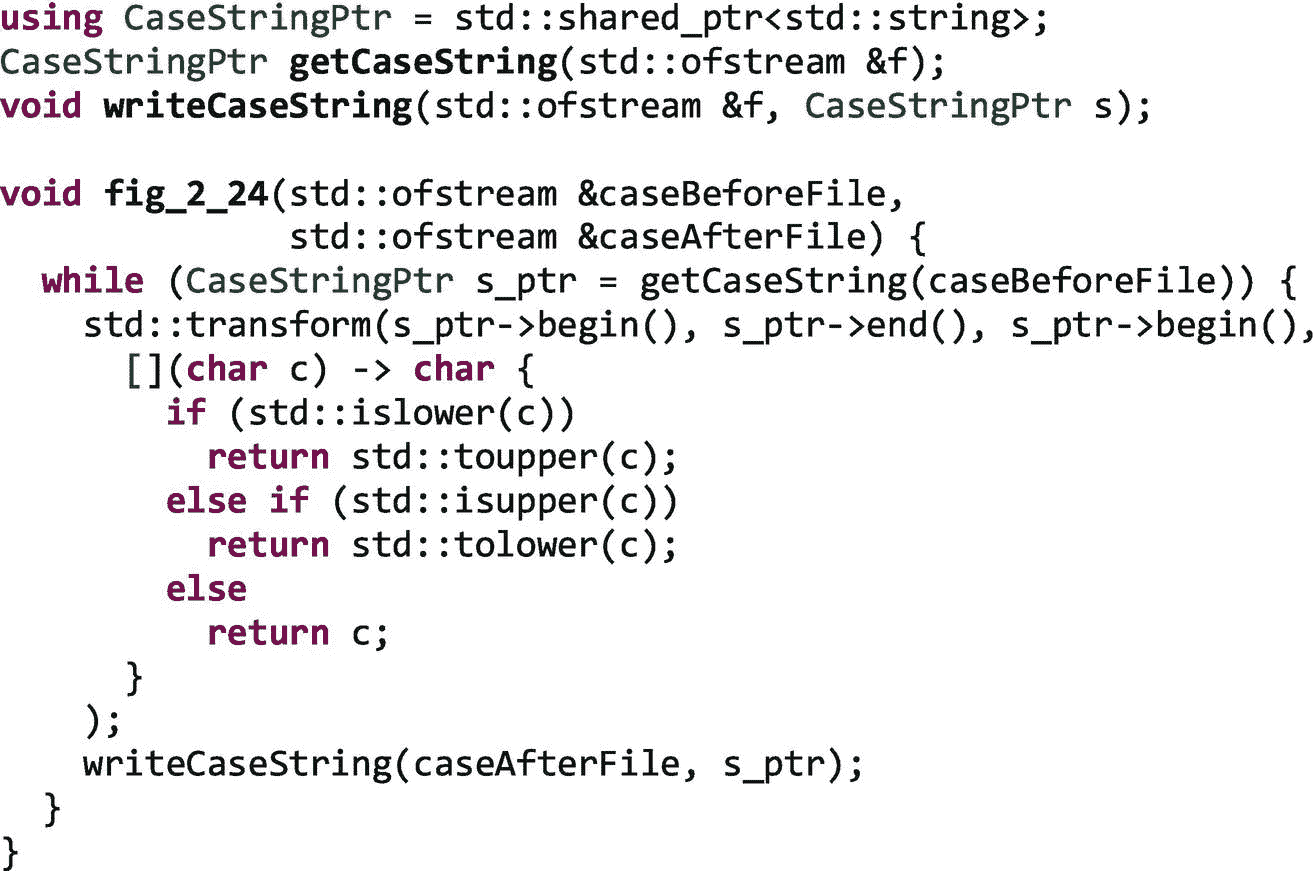 using CaseStringPtr = std::shared_ptr<std::string>;
CaseStringPtr getCaseString(std::ofstream &f);
void writeCaseString(std::ofstream &f, CaseStringPtr s);

void fig_2_24(std::ofstream &caseBeforeFile,
              std::ofstream &caseAfterFile) {
  while (CaseStringPtr s_ptr = getCaseString(caseBeforeFile)) {
    std::transform(s_ptr->begin(), s_ptr->end(), s_ptr->begin(),
      [](char c) -> char {
        if (std::islower(c))
          return std::toupper(c);
        else if (std::isupper(c))
          return std::tolower(c);
        else
          return c;
      }
    );
    writeCaseString(caseAfterFile, s_ptr);
  }
}